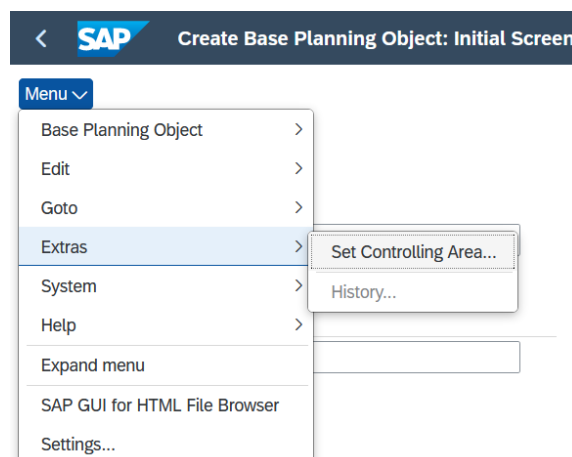 SAP Create Base Planning Object: Initial Screen
Menu
Base Planning Object
Edit
Goto
Extras
Set Controlling Area...
System
History...
Help
Expand menu
SAP GUI for HTML File Browser
Settings...